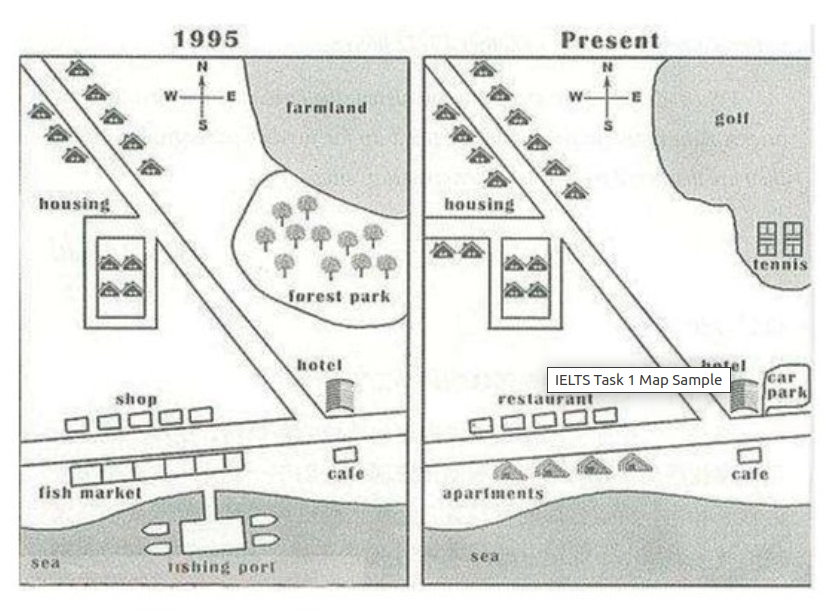 1995
N
W E
S
farmland
housing
forest park
hotel
shop
cafe
fish market
sea
fishing port
Present
N
W E
S
golf
housing
tennis
IELTS Task 1 Map Sample
hotel
car
park
restaurant
cafe
apartments
sea